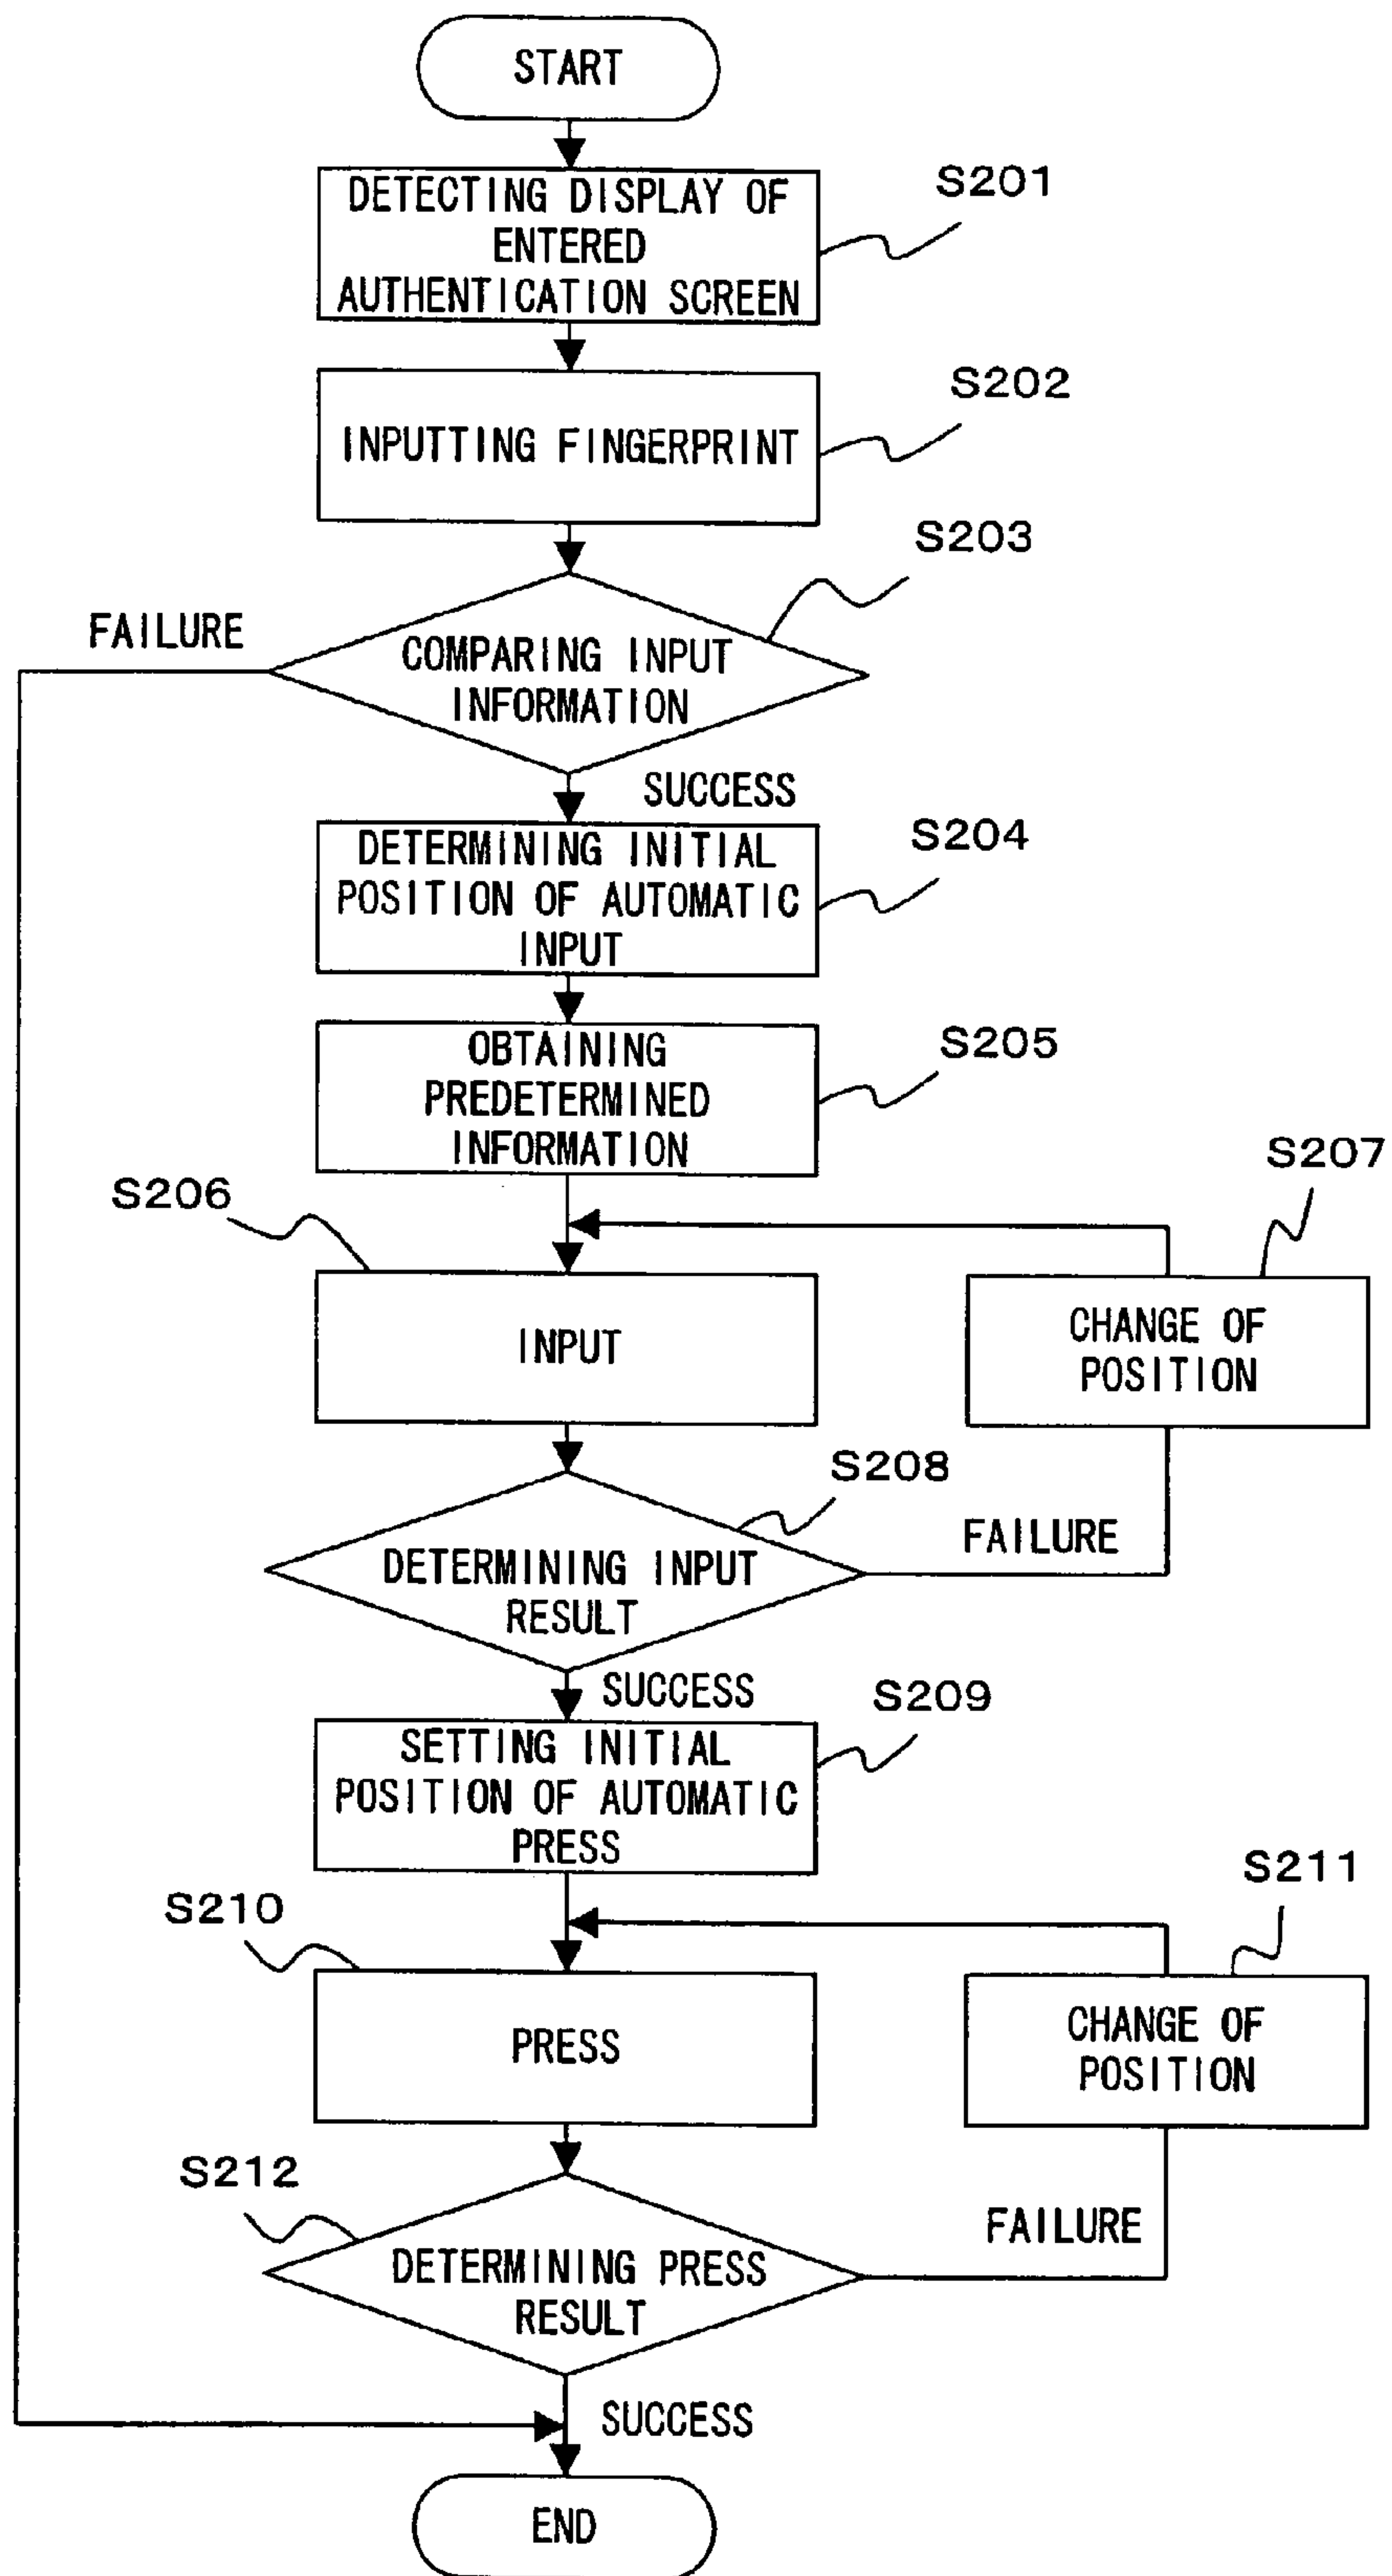 START
DETECTING DISPLAY OF
ENTERED
AUTHENTICATION SCREEN
S201
INPUTTING FINGERPRINT
S202
S203
FAILURE
COMPARING INPUT
INFORMATION
SUCCESS
DETERMINING INITIAL
POSITION OF AUTOMATIC
INPUT
S204
OBTAINING
PREDETERMINED
INFORMATION
S205
S206
S207
INPUT
CHANGE OF
POSITION
S208
FAILURE
DETERMINING INPUT
RESULT
SUCCESS
S209
SETTING INITIAL
POSITION OF AUTOMATIC
PRESS
S210
S211
PRESS
CHANGE OF
POSITION
S212
FAILURE
DETERMINING PRESS
RESULT
SUCCESS
END